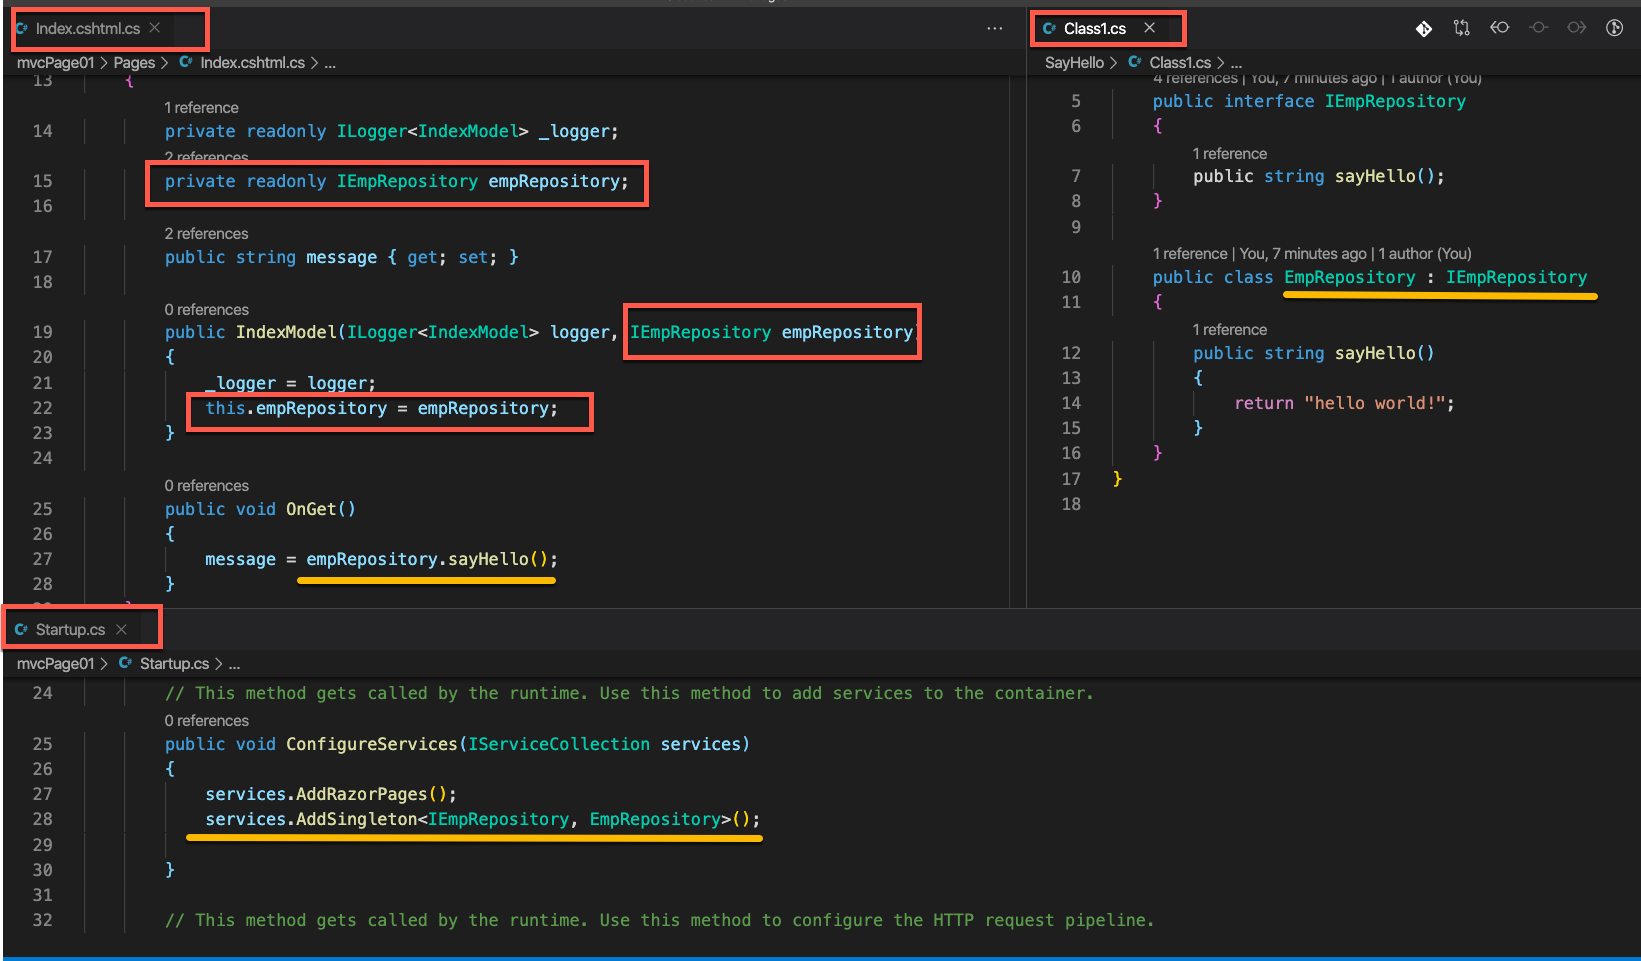 Index.cshtml.cs
mvcPage01 > Pages > Index.cshtml.cs > ...
13 {
1 reference
14 private readonly ILogger<IndexModel> _logger;
2 references
15 private readonly IEmpRepository empRepository;
16
2 references
17 public string message { get; set; }
18
0 references
19 public IndexModel(ILogger<IndexModel> logger, IEmpRepository empRepository)
20 {
21 _logger = logger;
22 this.empRepository = empRepository;
23 }
24
0 references
25 public void OnGet()
26 {
27 message = empRepository.sayHello();
28 }
Class1.cs
SayHello > Class1.cs > ...
4 references | You, 7 minutes ago | 1 author (You)
5 public interface IEmpRepository
6 {
1 reference
7 public string sayHello();
8 }
9
1 reference | You, 7 minutes ago | 1 author (You)
10 public class EmpRepository : IEmpRepository
11 {
1 reference
12 public string sayHello()
13 {
14 return "hello world!";
15 }
16 }
17 }
18
Startup.cs
mvcPage01 > Startup.cs > ...
24 // This method gets called by the runtime. Use this method to add services to the container.
0 references
25 public void ConfigureServices(IServiceCollection services)
26 {
27 services.AddRazorPages();
28 services.AddSingleton<IEmpRepository, EmpRepository>();
29
30 }
31
32 // This method gets called by the runtime. Use this method to configure the HTTP request pipeline.